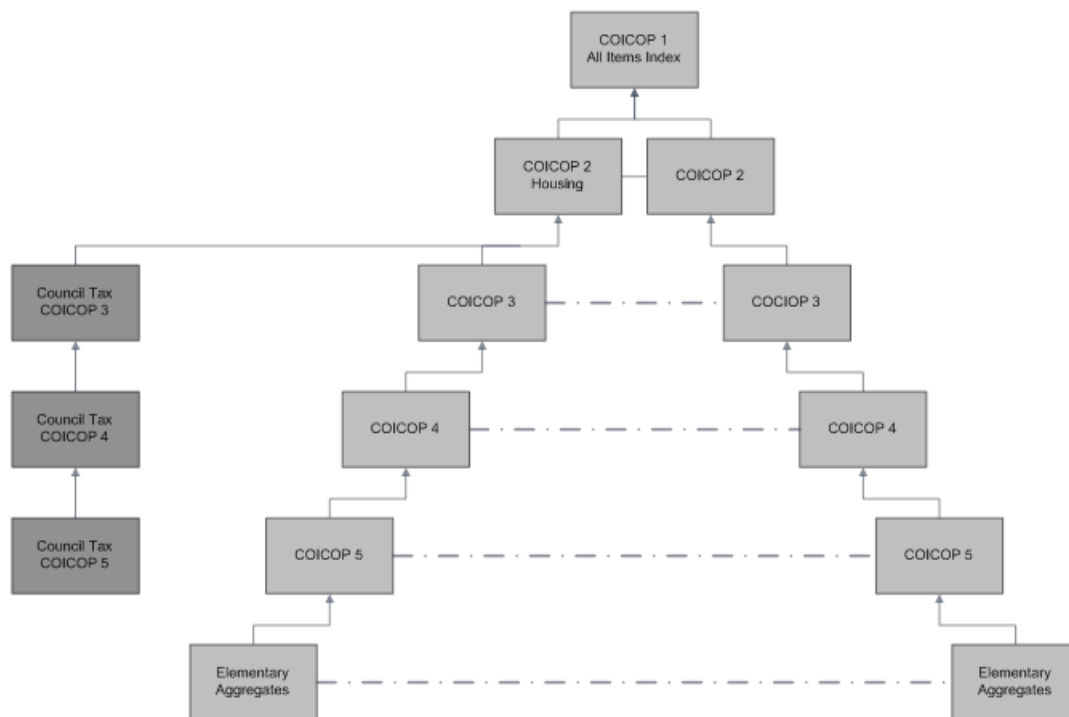 COICOP 1
All Items Index
COICOP 2
Housing
COICOP 2
Council Tax
COICOP 3
COICOP 3
COCIOP 3
Council Tax
COICOP 4
COICOP 4
COICOP 4
Council Tax
COICOP 5
COICOP 5
COICOP 5
Elementary
Aggregates
Elementary
Aggregates